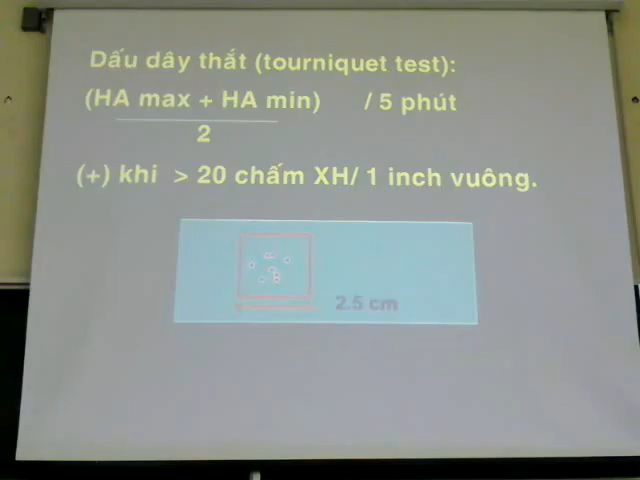 Dấu dây thắt (tourniquet test):
(HA max + HA min) / 5 phút
2
(+) khi > 20 chấm XH/ 1 inch vuông.
2.5 cm